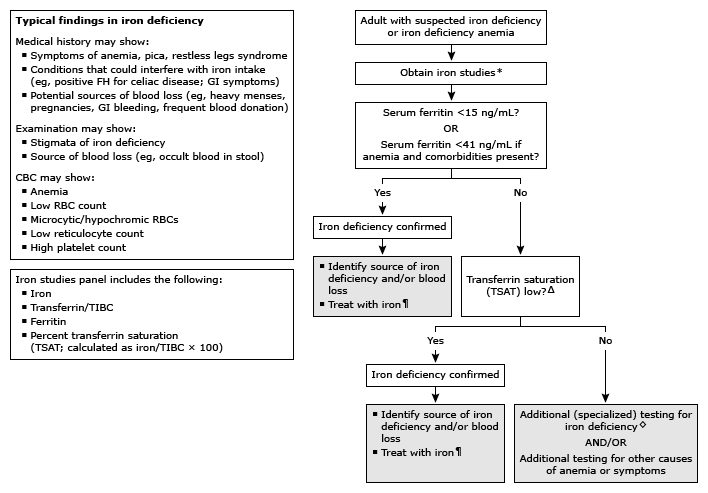 Typical findings in iron deficiency
Medical history may show:
▪ Symptoms of anemia, pica, restless legs syndrome
▪ Conditions that could interfere with iron intake
(eg, positive FH for celiac disease; GI symptoms)
▪ Potential sources of blood loss (eg, heavy menses,
pregnancies, GI bleeding, frequent blood donation)
Examination may show:
▪ Stigmata of iron deficiency
▪ Source of blood loss (eg, occult blood in stool)
CBC may show:
▪ Anemia
▪ Low RBC count
▪ Microcytic/hypochromic RBCs
▪ Low reticulocyte count
▪ High platelet count
Iron studies panel includes the following:
▪ Iron
▪ Transferrin/TIBC
▪ Ferritin
▪ Percent transferrin saturation
(TSAT; calculated as iron/TIBC × 100)
Adult with suspected iron deficiency
or iron deficiency anemia
Obtain iron studies*
Serum ferritin <15 ng/mL?
OR
Serum ferritin <41 ng/mL if
anemia and comorbidities present?
Yes
No
Iron deficiency confirmed
▪ Identify source of iron
deficiency and/or blood
loss
▪ Treat with iron¶
Transferrin saturation
(TSAT) low?Δ
Yes
No
Iron deficiency confirmed
▪ Identify source of iron
deficiency and/or blood
loss
▪ Treat with iron¶
Additional (specialized) testing for
iron deficiency◇
AND/OR
Additional testing for other causes
of anemia or symptoms